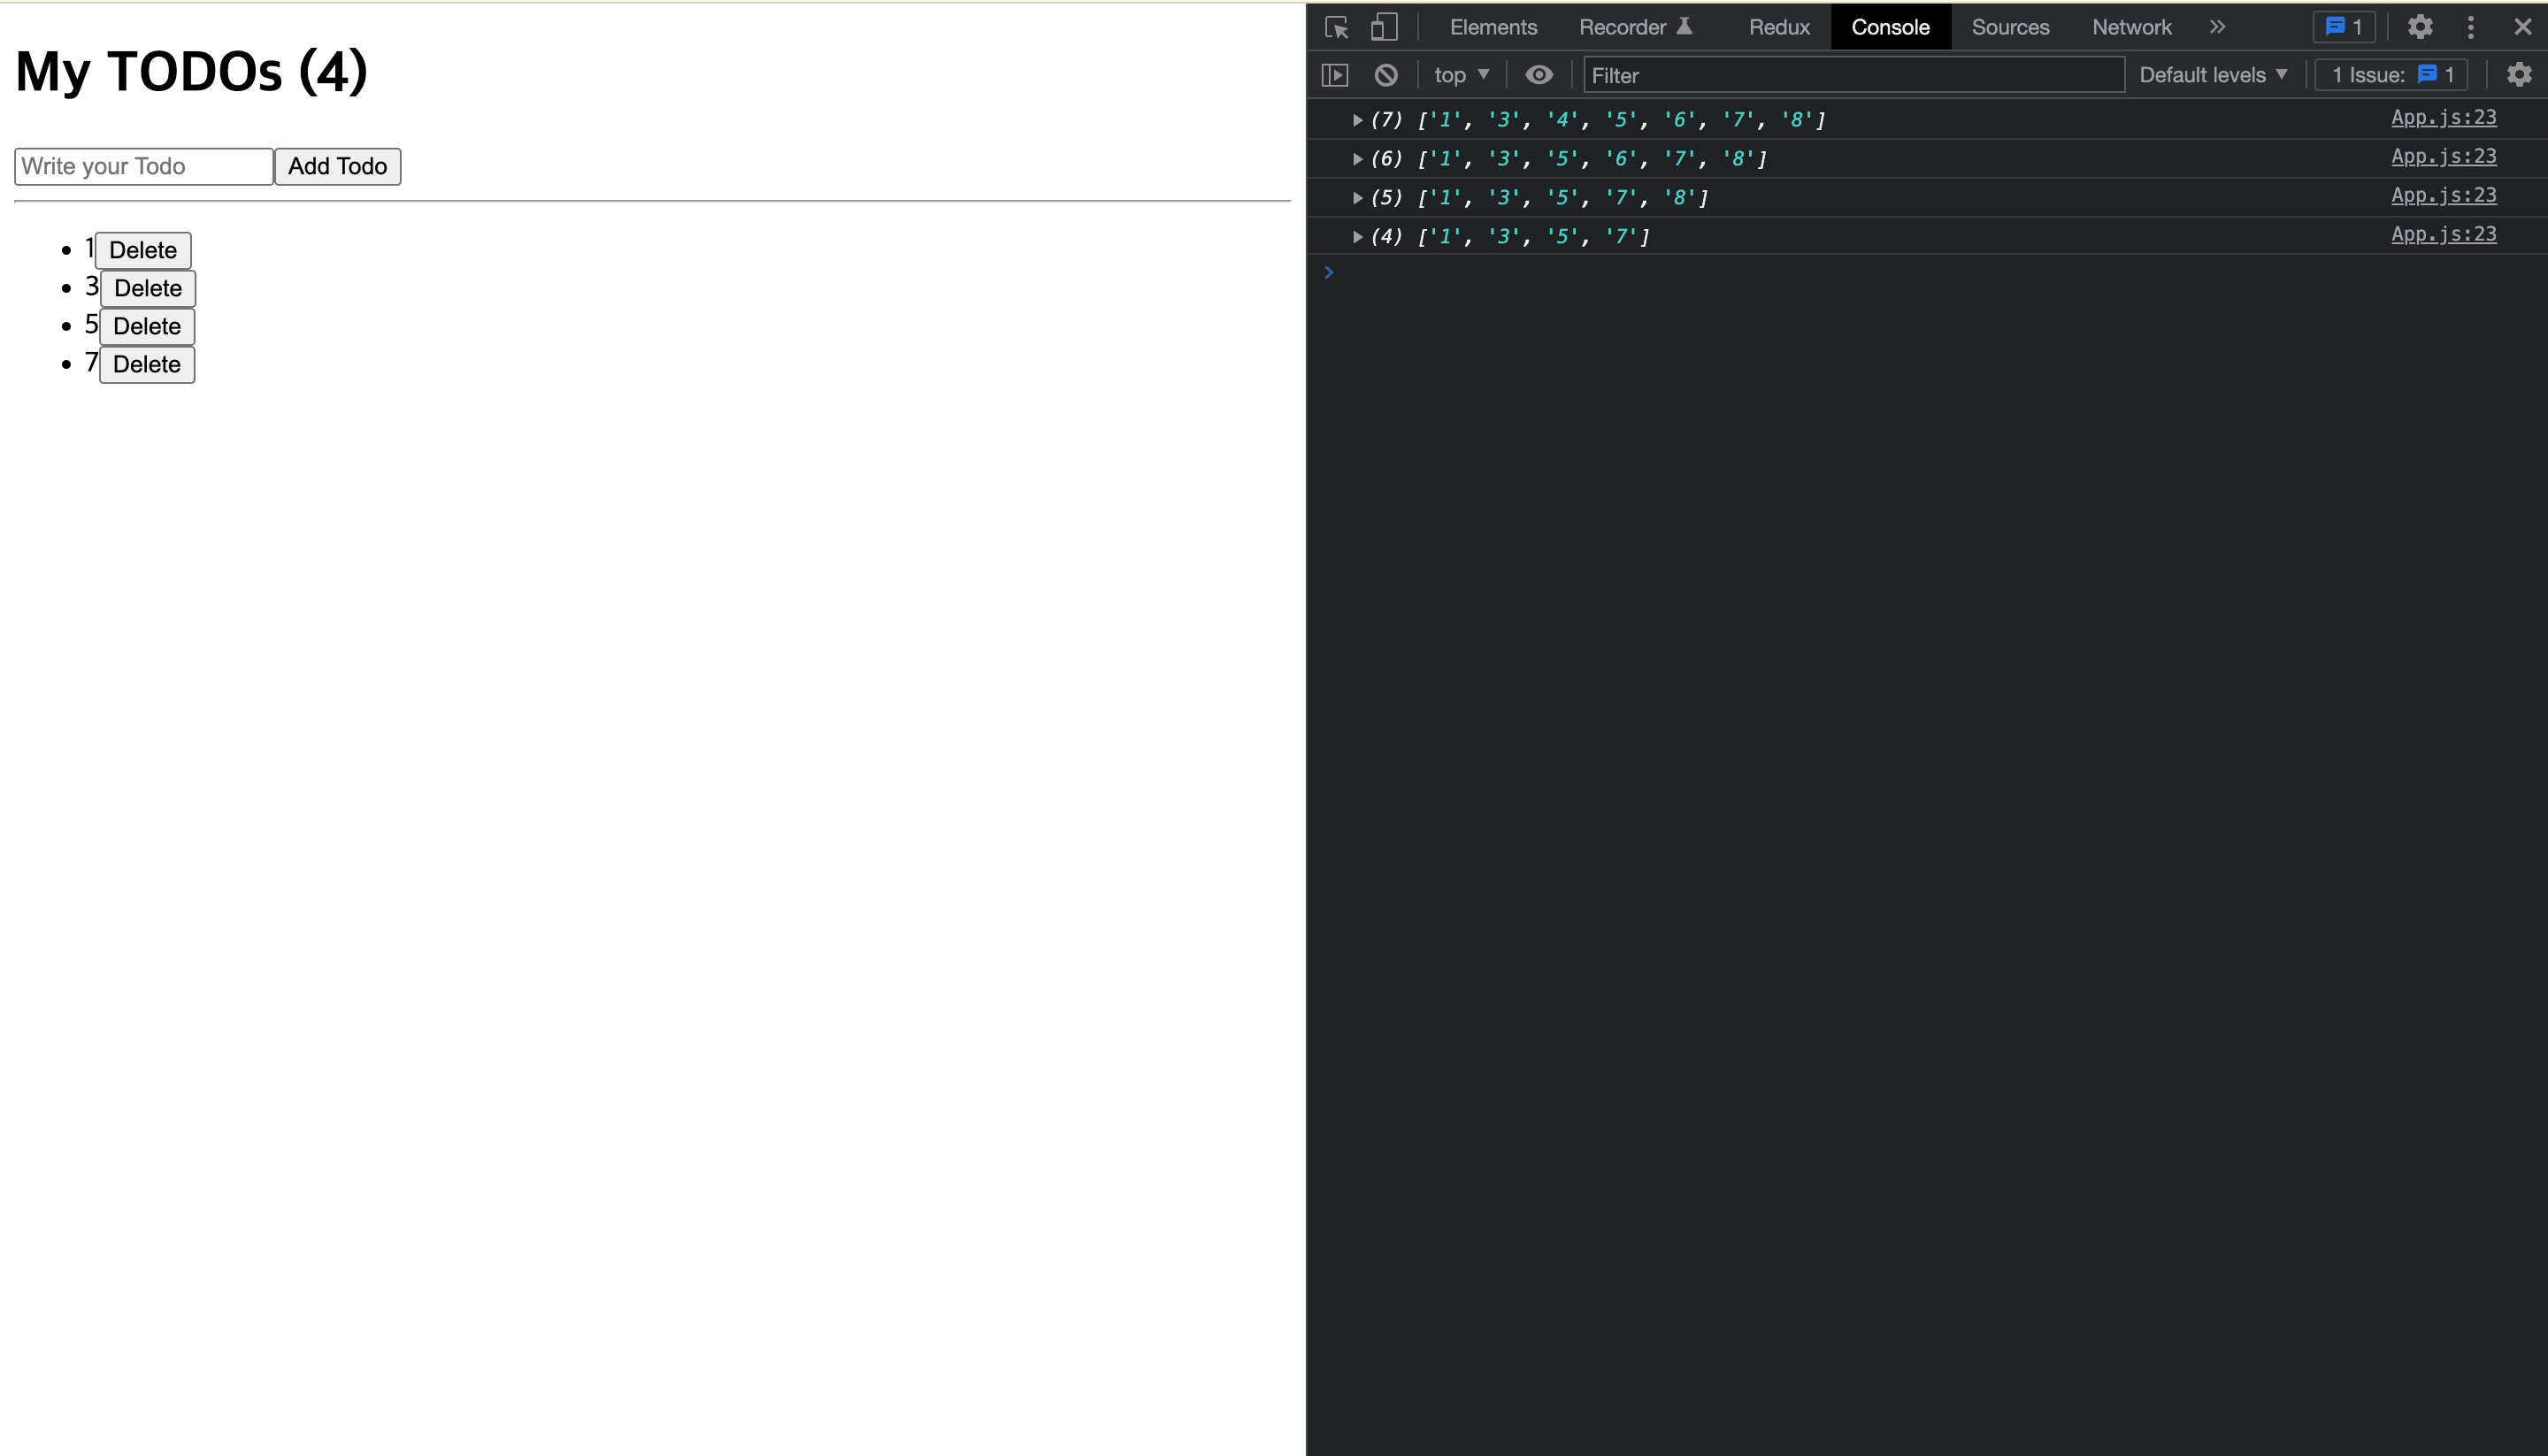 My TODOs (4)
Write your Todo Add Todo
1 Delete
3 Delete
5 Delete
7 Delete
Elements Recorder Redux Console Sources Network 1
top Filter Default levels 1 Issue: 1
(7) ['1', '3', '4', '5', '6', '7', '8'] App.js:23
(6) ['1', '3', '5', '6', '7', '8'] App.js:23
(5) ['1', '3', '5', '7', '8'] App.js:23
(4) ['1', '3', '5', '7'] App.js:23